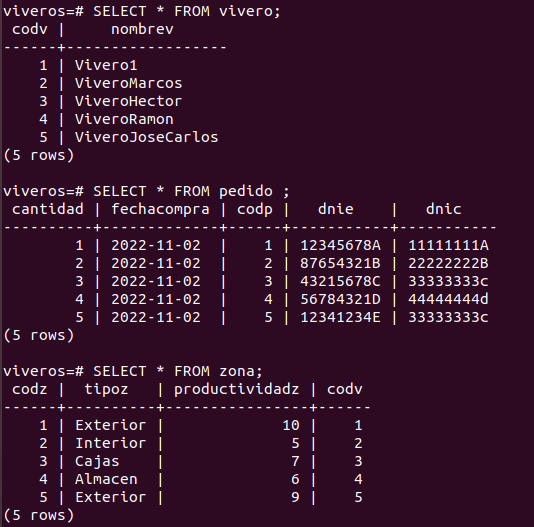 viveros=# SELECT * FROM vivero;
 codv |     nombrev
------+------------------
    1 | Vivero1
    2 | ViveroMarcos
    3 | ViveroHector
    4 | ViveroRamon
    5 | ViveroJoseCarlos
(5 rows)

viveros=# SELECT * FROM pedido ;
 cantidad | fechacompra | codp |   dnie    |   dnic
----------+-------------+------+-----------+-----------
        1 | 2022-11-02  |    1 | 12345678A | 11111111A
        2 | 2022-11-02  |    2 | 87654321B | 22222222B
        3 | 2022-11-02  |    3 | 43215678C | 33333333c
        4 | 2022-11-02  |    4 | 56784321D | 44444444d
        5 | 2022-11-02  |    5 | 12341234E | 33333333c
(5 rows)

viveros=# SELECT * FROM zona;
 codz |  tipoz   | productividadz | codv
------+----------+----------------+------
    1 | Exterior |             10 |    1
    2 | Interior |              5 |    2
    3 | Cajas    |              7 |    3
    4 | Almacen  |              6 |    4
    5 | Exterior |              9 |    5
(5 rows)